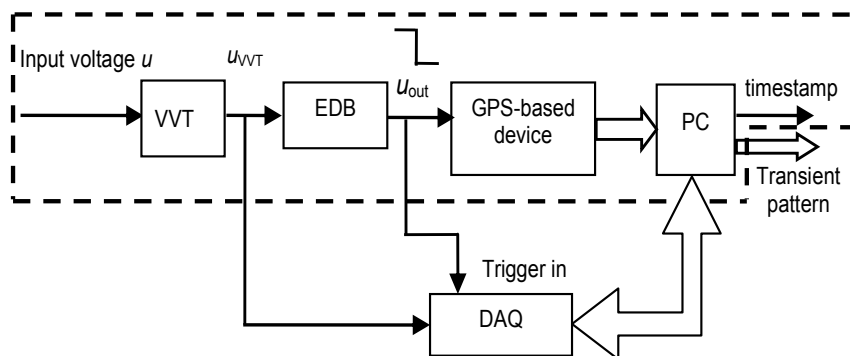 Input voltage u
uVVT
VVT
EDB
uout
GPS-based
device
PC
timestamp
Transient
pattern
Trigger in
DAQ